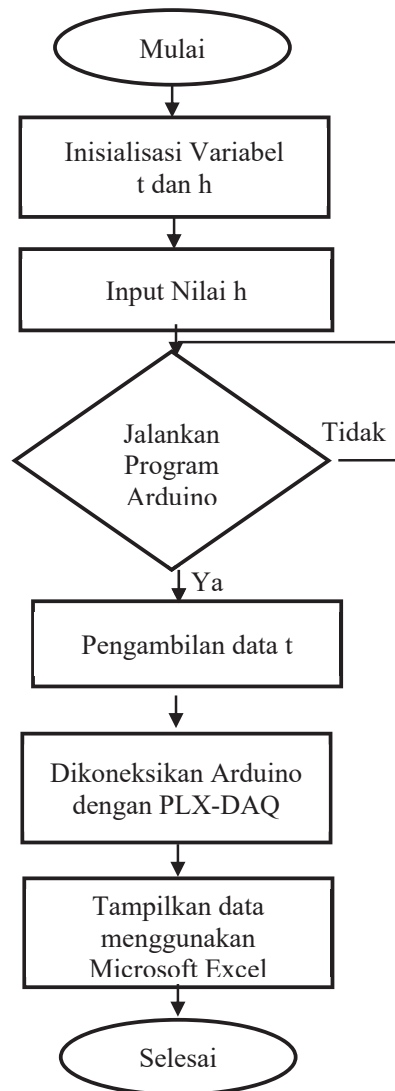 Mulai
Inisialisasi Variabel
t dan h
Input Nilai h
Jalankan
Program
Arduino
Tidak
Ya
Pengambilan data t
Dikoneksikan Arduino
dengan PLX-DAQ
Tampilkan data
menggunakan
Microsoft Excel
Selesai